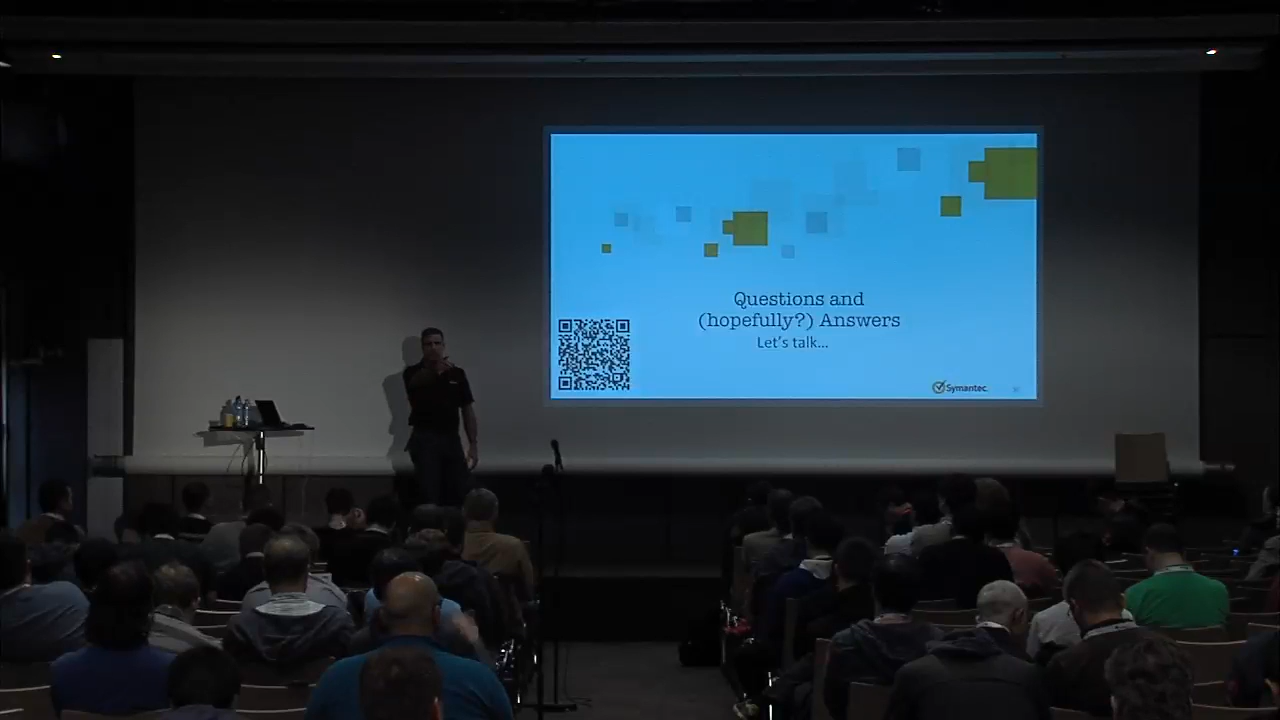 Questions and
(hopefully?) Answers
Let's talk...
Symantec.